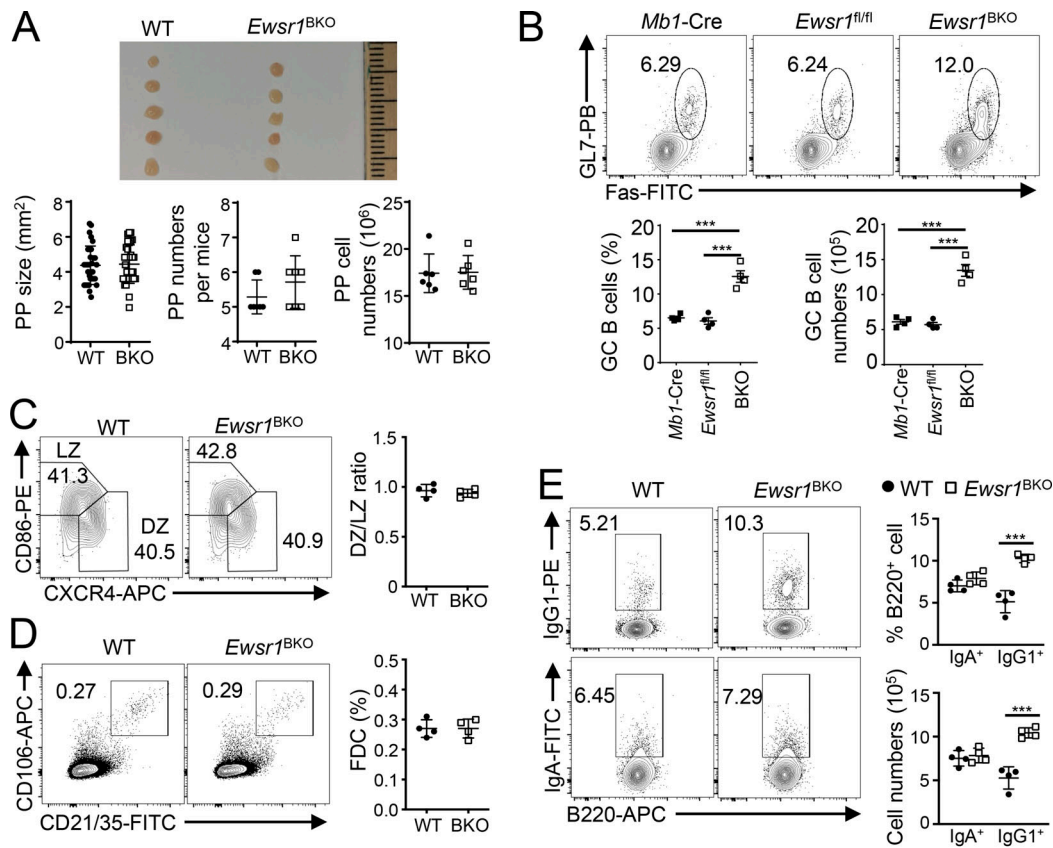 A
WT Ewsr1BKO
PP size (mm2)
8
6
4
2
0
WT BKO
PP numbers
per mice
8
7
6
5
4
WT BKO
PP cell
numbers (106)
25
20
15
10
WT BKO
B
Mb1-Cre Ewsr1fl/fl Ewsr1BKO
6.29 6.24 12.0
GL7-PB
Fas-FITC
GC B cells (%)
20
15
10
5
0
Mb1-Cre
Ewsr1fl/fl
BKO
***
***
GC B cell
numbers (105)
20
15
10
5
0
Mb1-Cre
Ewsr1fl/fl
BKO
***
***
C
WT Ewsr1BKO
LZ
41.3
DZ
40.5
42.8
40.9
CD86-PE
CXCR4-APC
DZ/LZ ratio
1.5
1.0
0.5
0.0
WT BKO
D
WT Ewsr1BKO
0.27 0.29
CD106-APC
CD21/35-FITC
FDC (%)
0.5
0.4
0.3
0.2
0.1
0.0
WT BKO
E
WT Ewsr1BKO
5.21 10.3
IgG1-PE
6.45 7.29
IgA-FITC
B220-APC
WT Ewsr1BKO
% B220+ cell
15
10
5
0
***
IgA+ IgG1+
Cell numbers (105)
15
10
5
0
***
IgA+ IgG1+